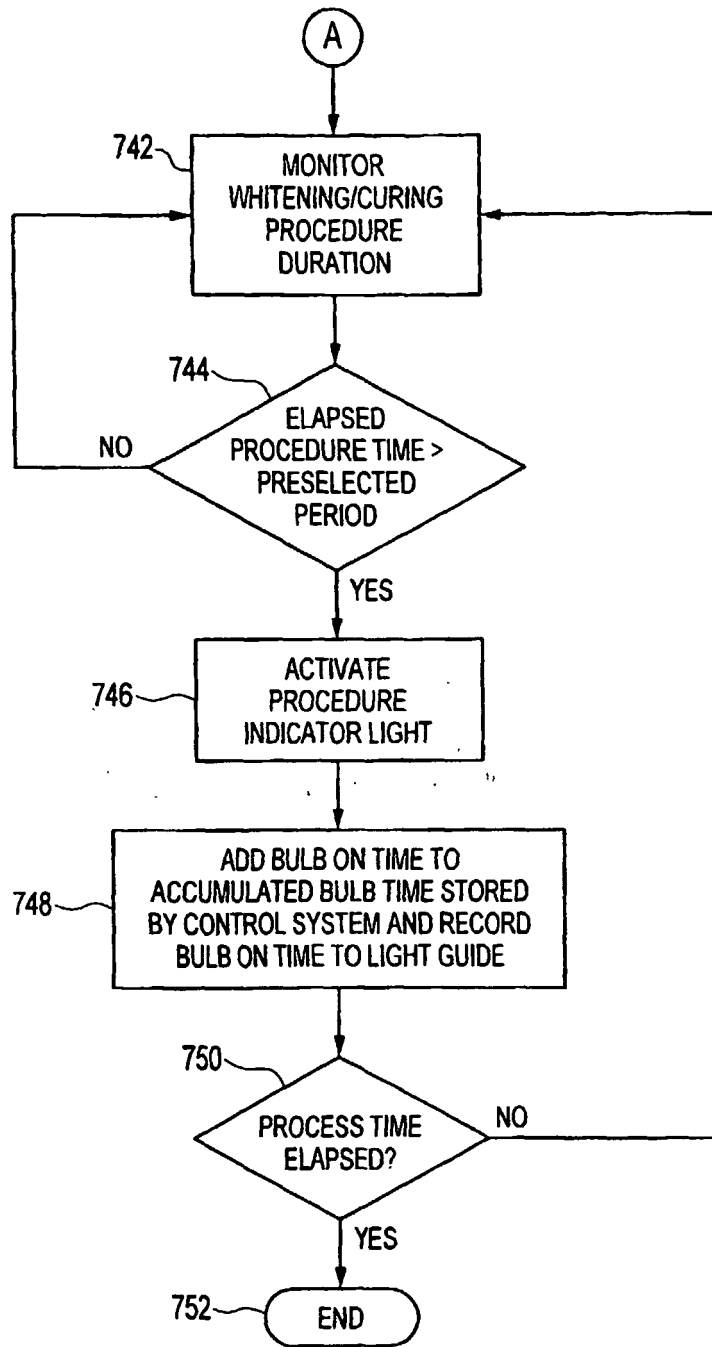 A
742
MONITOR
WHITENING/CURING
PROCEDURE
DURATION
744
ELAPSED
PROCEDURE TIME >
PRESELECTED
PERIOD
NO
YES
746
ACTIVATE
PROCEDURE
INDICATOR LIGHT
748
ADD BULB ON TIME TO
ACCUMULATED BULB TIME STORED
BY CONTROL SYSTEM AND RECORD
BULB ON TIME TO LIGHT GUIDE
750
PROCESS TIME
ELAPSED?
NO
YES
752
END